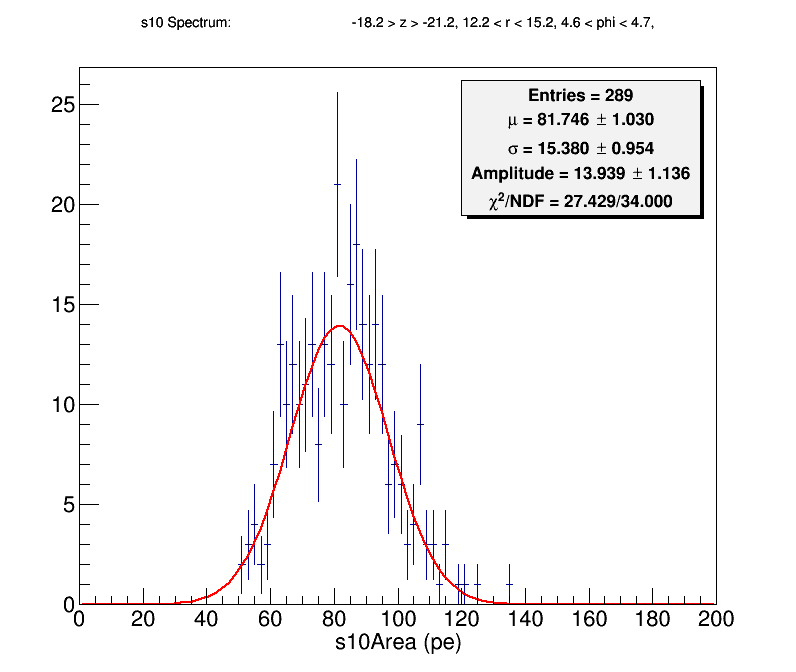 s10 Spectrum: -18.2 > z > -21.2, 12.2 < r < 15.2, 4.6 < phi < 4.7,
Entries = 289
μ = 81.746 ± 1.030
σ = 15.380 ± 0.954
Amplitude = 13.939 ± 1.136
χ²/NDF = 27.429/34.000
25
20
15
10
5
0
0 20 40 60 80 100 120 140 160 180 200
s10Area (pe)